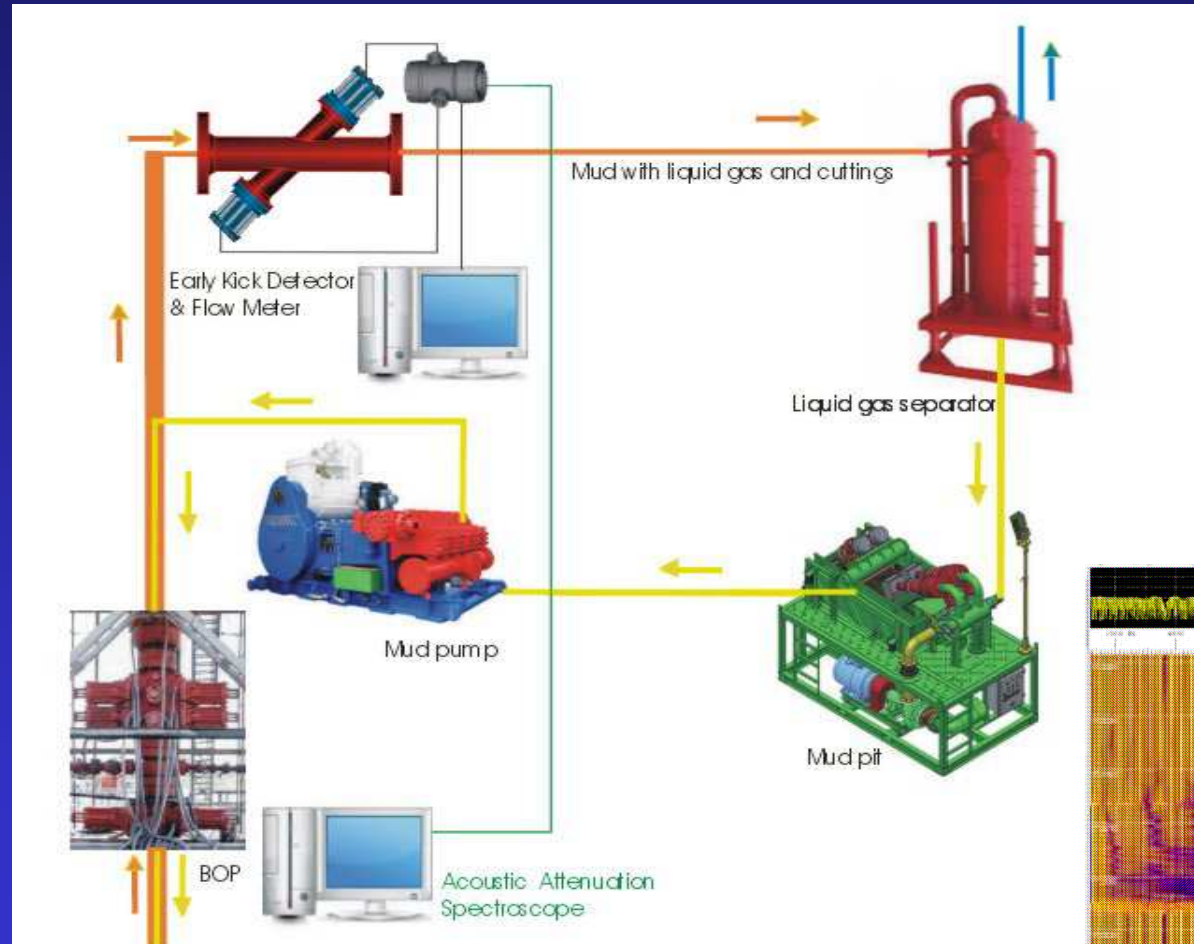 Mud with liquid gas and cuttings
Early Kick Detector
& Flow Meter
Liquid gas separator
Mud pump
Mud pit
BOP
Acoustic Attenuation
Spectroscope